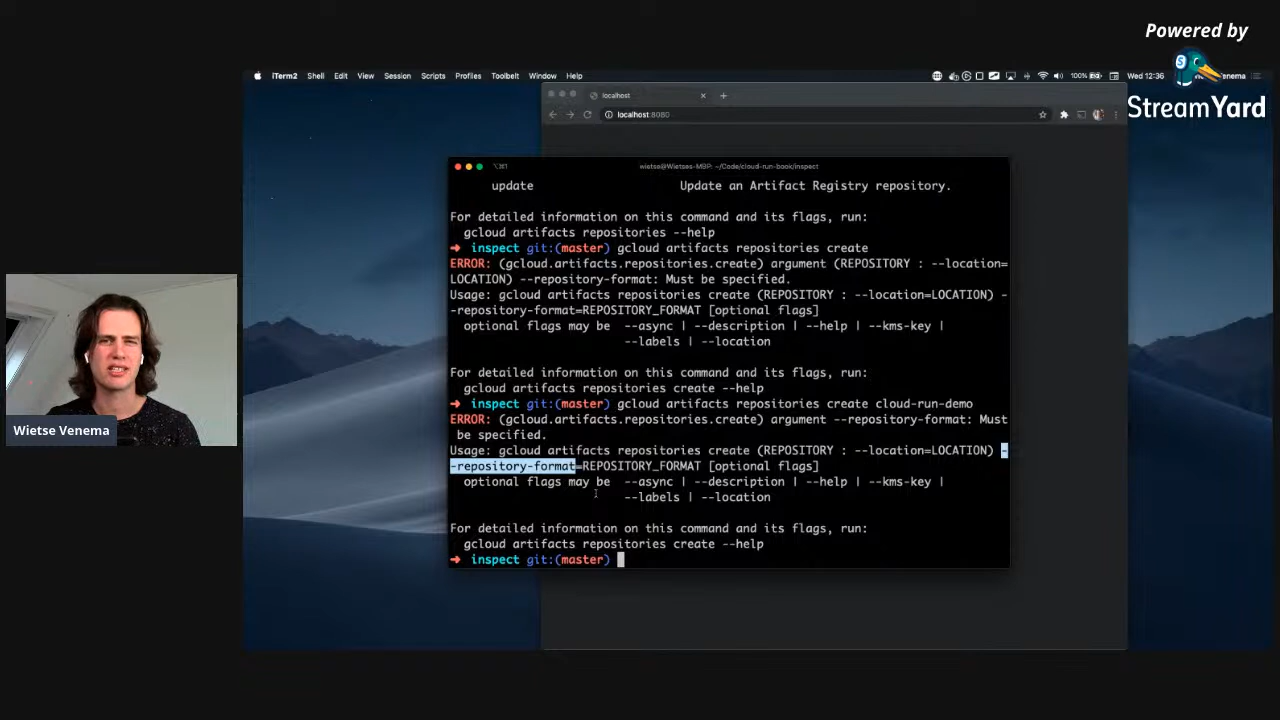 Powered by
StreamYard
iTerm2 Shell Edit View Session Scripts Profiles Toolbelt Window Help
100% Wed 12:36 Venema
localhost
localhost:8080
wietse@Wietses-MBP: ~/Code/cloud-run-book/inspect
update Update an Artifact Registry repository.
For detailed information on this command and its flags, run:
gcloud artifacts repositories --help
➜ inspect git:(master) gcloud artifacts repositories create
ERROR: (gcloud.artifacts.repositories.create) argument (REPOSITORY : --location=
LOCATION) --repository-format: Must be specified.
Usage: gcloud artifacts repositories create (REPOSITORY : --location=LOCATION) -
-repository-format=REPOSITORY_FORMAT [optional flags]
optional flags may be --async | --description | --help | --kms-key |
--labels | --location
For detailed information on this command and its flags, run:
gcloud artifacts repositories create --help
➜ inspect git:(master) gcloud artifacts repositories create cloud-run-demo
ERROR: (gcloud.artifacts.repositories.create) argument --repository-format: Must
be specified.
Usage: gcloud artifacts repositories create (REPOSITORY : --location=LOCATION) -
-repository-format=REPOSITORY_FORMAT [optional flags]
optional flags may be --async | --description | --help | --kms-key |
--labels | --location
For detailed information on this command and its flags, run:
gcloud artifacts repositories create --help
➜ inspect git:(master)
Wietse Venema